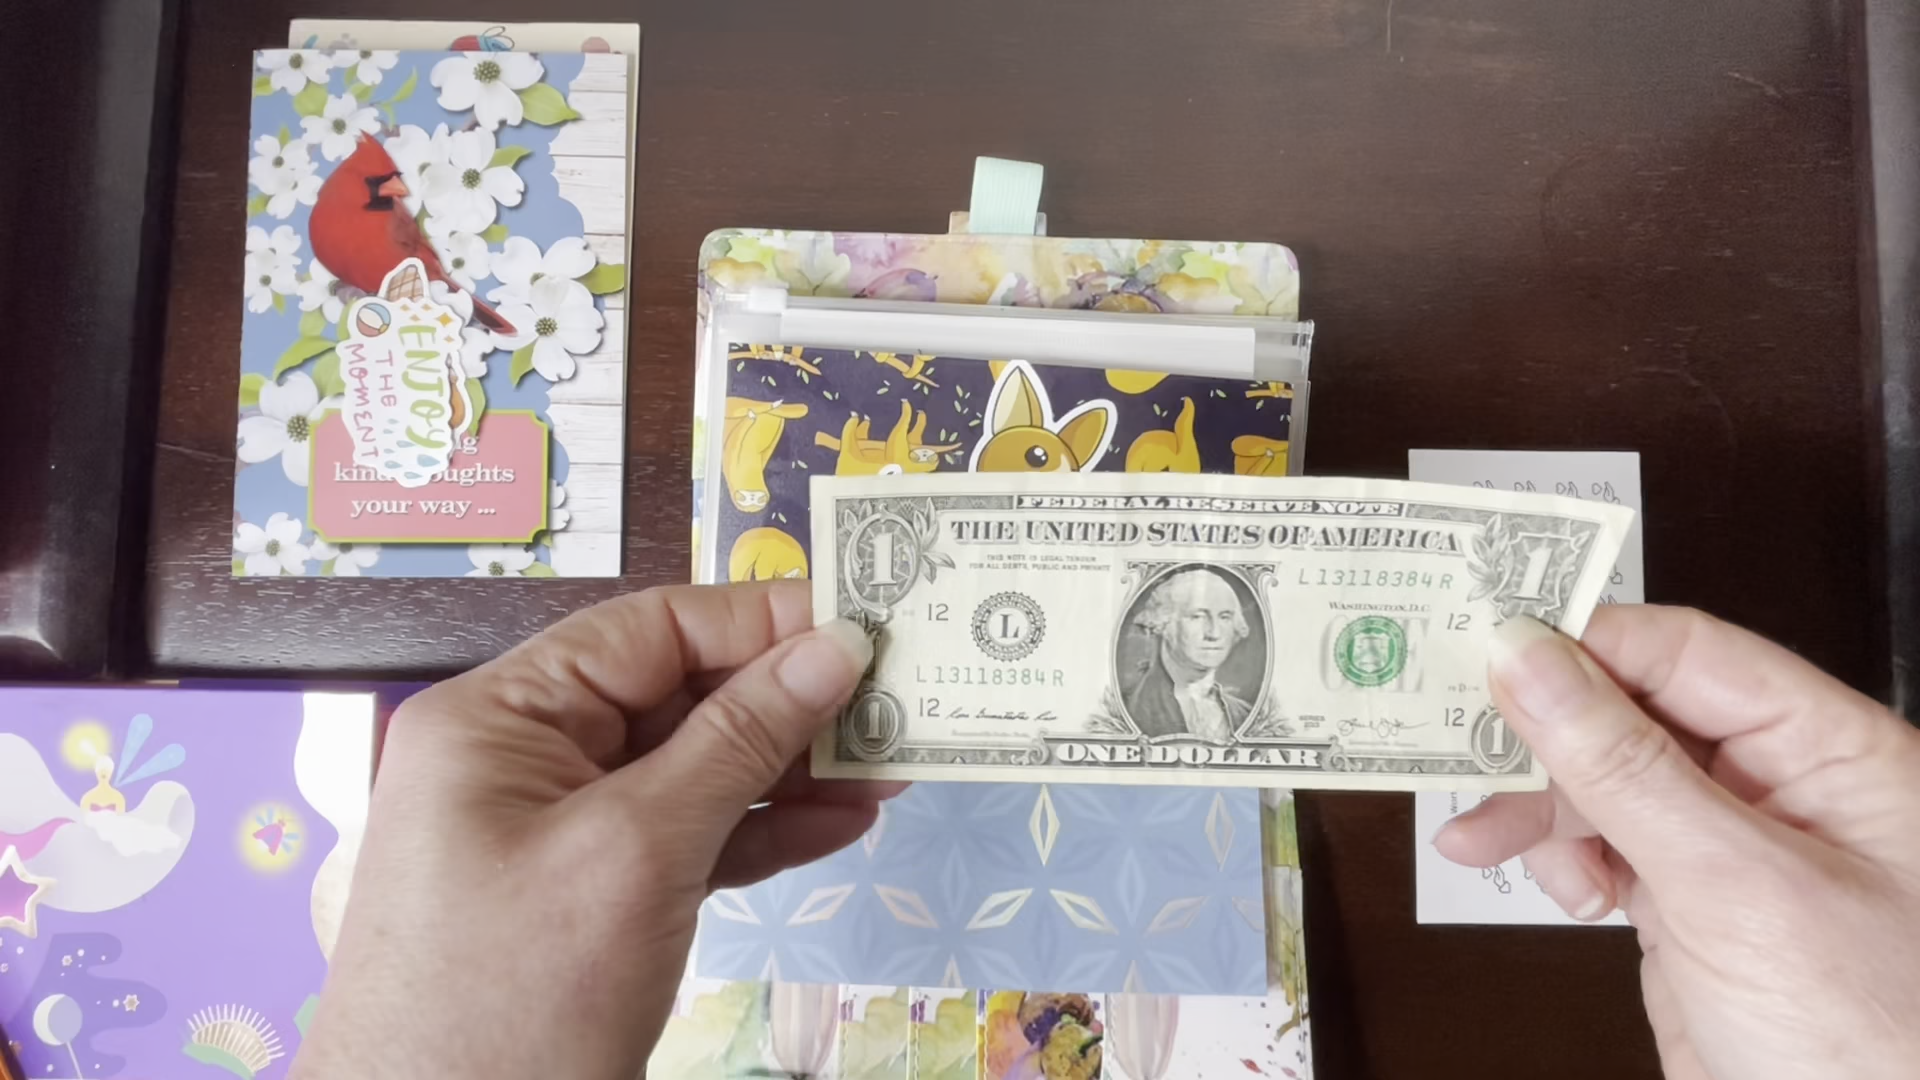 ENJOY
THE
MOMENT
your way ...
FEDERAL RESERVE NOTE
THE UNITED STATES OF AMERICA
THIS NOTE IS LEGAL TENDER
FOR ALL DEBTS, PUBLIC AND PRIVATE
L 13118384 R
WASHINGTON, D.C.
1
1
12
12
L
ONE
L 13118384 R
12
12
SERIES
2013
1
1
ONE DOLLAR